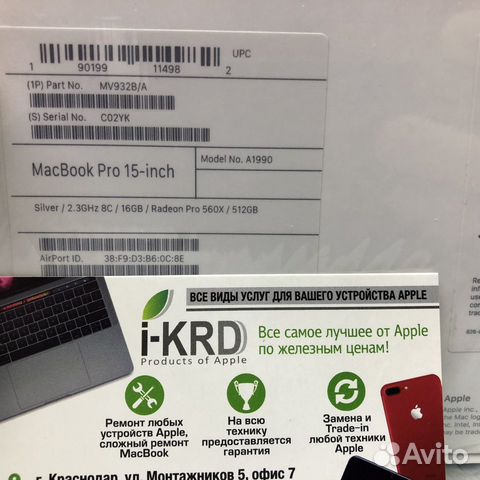 UPC
1 90199 11498 2
(1P) Part No. MV932B/A
(S) Serial No. C02YK
MacBook Pro 15-inch
Model No. A1990
Silver / 2.3GHz 8C / 16GB / Radeon Pro 560X / 512GB
AirPort ID. 38:F9:D3:B6:0C:8E
ВСЕ ВИДЫ УСЛУГ ДЛЯ ВАШЕГО УСТРОЙСТВА APPLE
i-KRD
Products of Apple
Все самое лучшее от Apple
по железным ценам!
Ремонт любых
устройств Apple,
сложный ремонт
MacBook
На всю
технику
предоставляется
гарантия
Замена и
Trade-in
любой техники
Apple
г. Краснодар, ул. Монтажников 5, офис 7
Apple
Avito